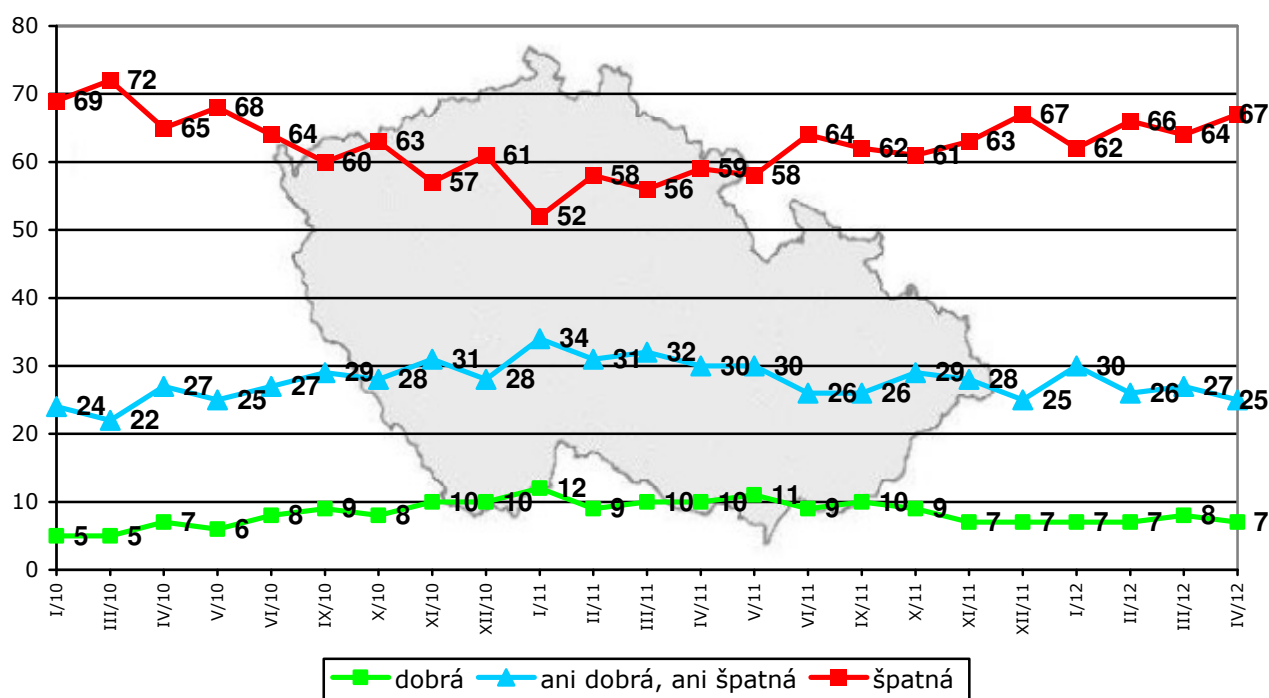 80
70
60
50
40
30
20
10
0
69 72 65 68 64 60 63 57 61 52 58 56 59 58 64 62 61 63 67 62 66 64 67
24 22 27 25 27 29 28 31 28 34 31 32 30 30 26 26 29 28 25 30 26 27 25
5 5 7 6 8 9 8 10 10 12 9 10 10 11 9 10 9 7 7 7 7 8 7
I/10 III/10 IV/10 V/10 VI/10 IX/10 X/10 XI/10 XII/10 I/11 II/11 III/11 IV/11 V/11 VI/11 IX/11 X/11 XI/11 XII/11 I/12 II/12 III/12 IV/12
dobrá ani dobrá, ani špatná špatná